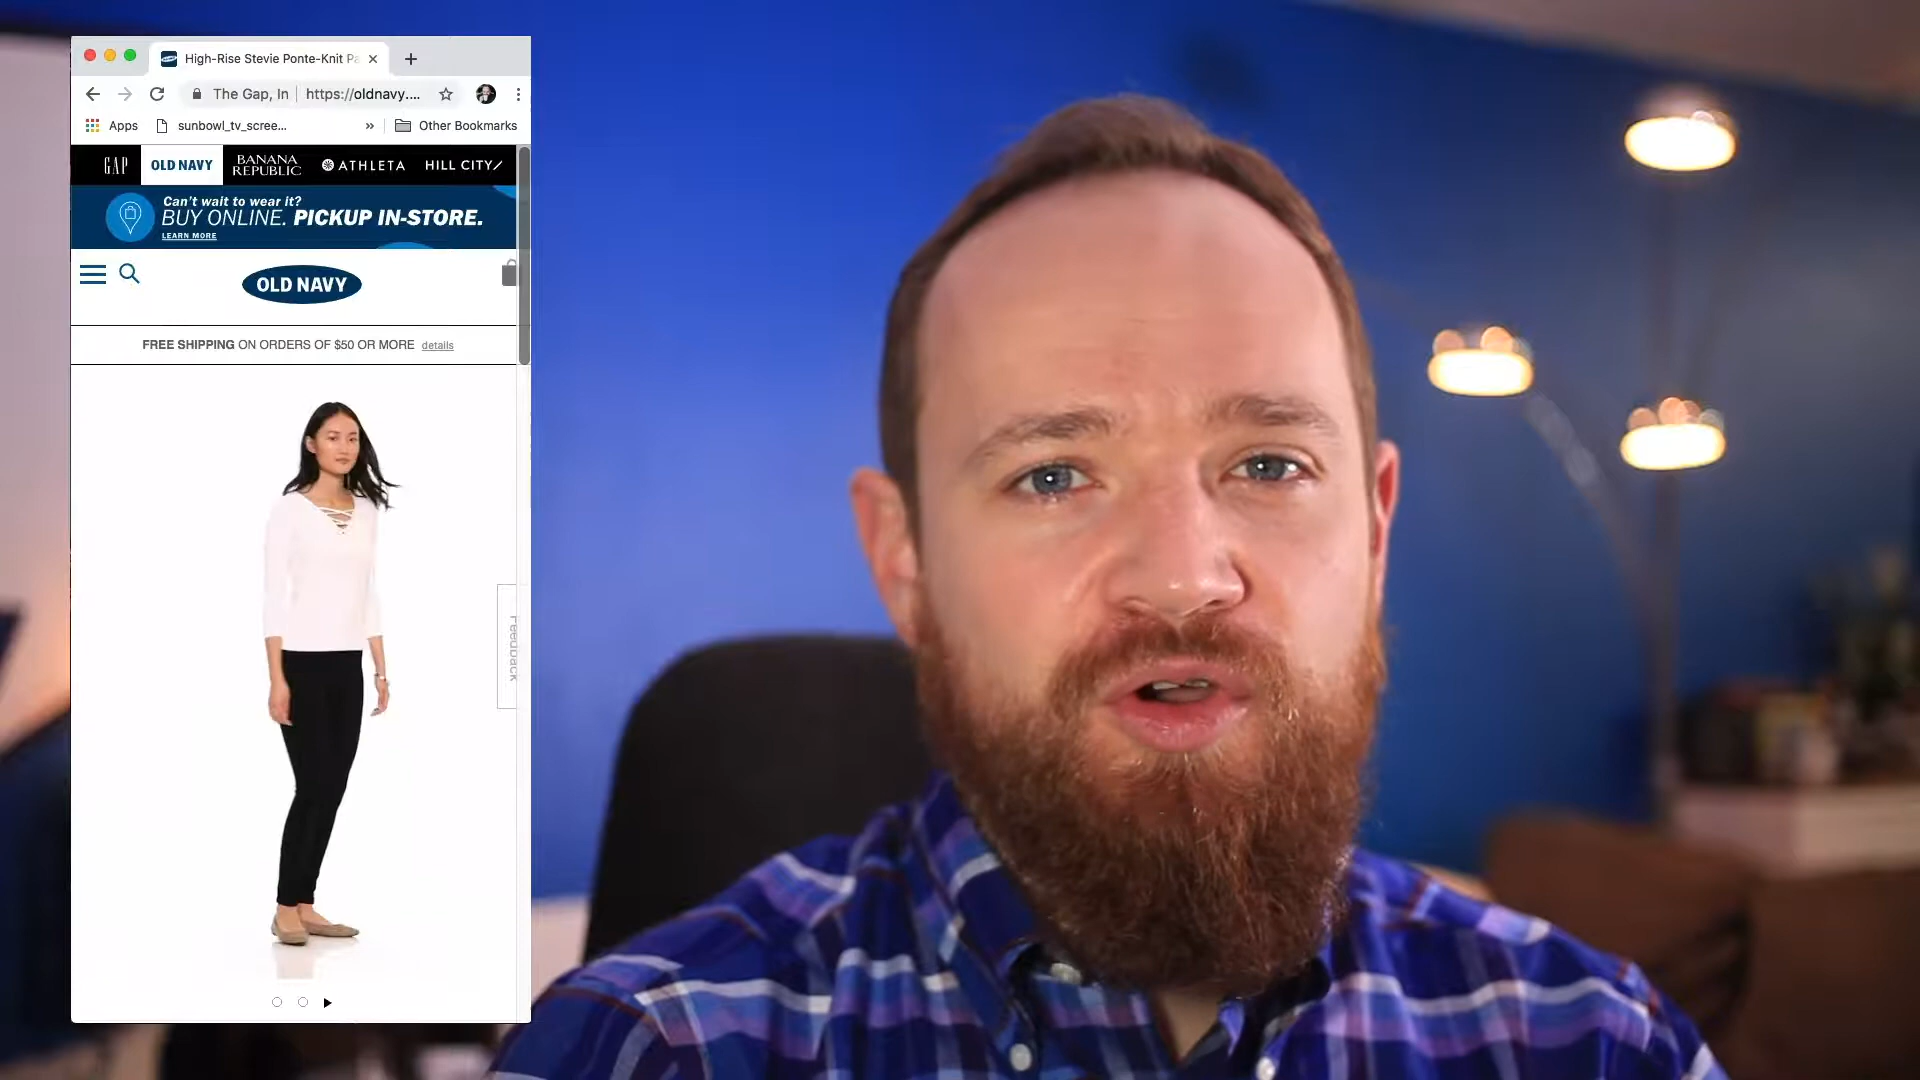 High-Rise Stevie Ponte-Knit Pa
The Gap, In
https://oldnavy....
Apps
sunbowl_tv_scree...
»
Other Bookmarks
GAP
OLD NAVY
BANANA REPUBLIC
ATHLETA
HILL CITY/
Can't wait to wear it?
BUY ONLINE. PICKUP IN-STORE.
LEARN MORE
OLD NAVY
FREE SHIPPING ON ORDERS OF $50 OR MORE details
Feedback